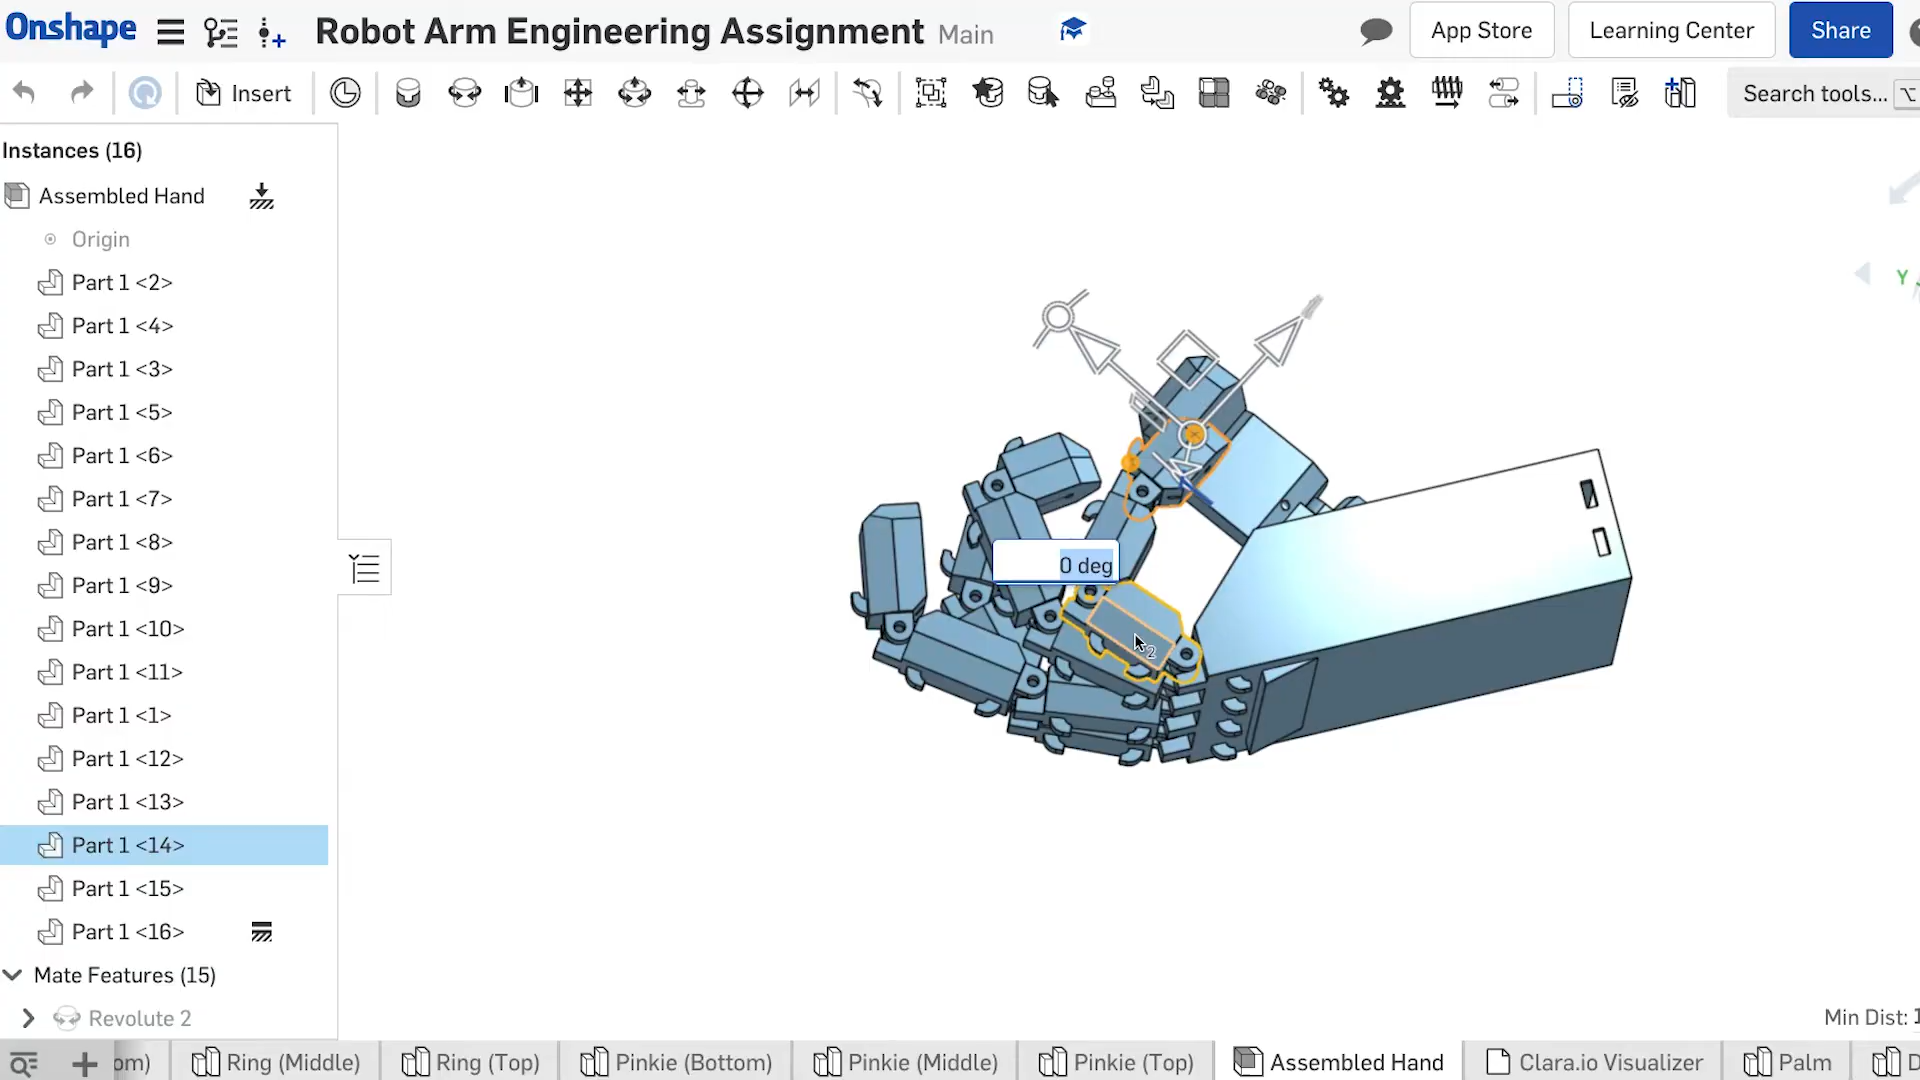 Onshape
Robot Arm Engineering Assignment Main
App Store
Learning Center
Share
Insert
Search tools...
Instances (16)
Assembled Hand
Origin
Part 1 <2>
Part 1 <4>
Part 1 <3>
Part 1 <5>
Part 1 <6>
Part 1 <7>
Part 1 <8>
Part 1 <9>
Part 1 <10>
Part 1 <11>
Part 1 <1>
Part 1 <12>
Part 1 <13>
Part 1 <14>
Part 1 <15>
Part 1 <16>
Mate Features (15)
Revolute 2
Y
0 deg
2
Min Dist:
om)
Ring (Middle)
Ring (Top)
Pinkie (Bottom)
Pinkie (Middle)
Pinkie (Top)
Assembled Hand
Clara.io Visualizer
Palm